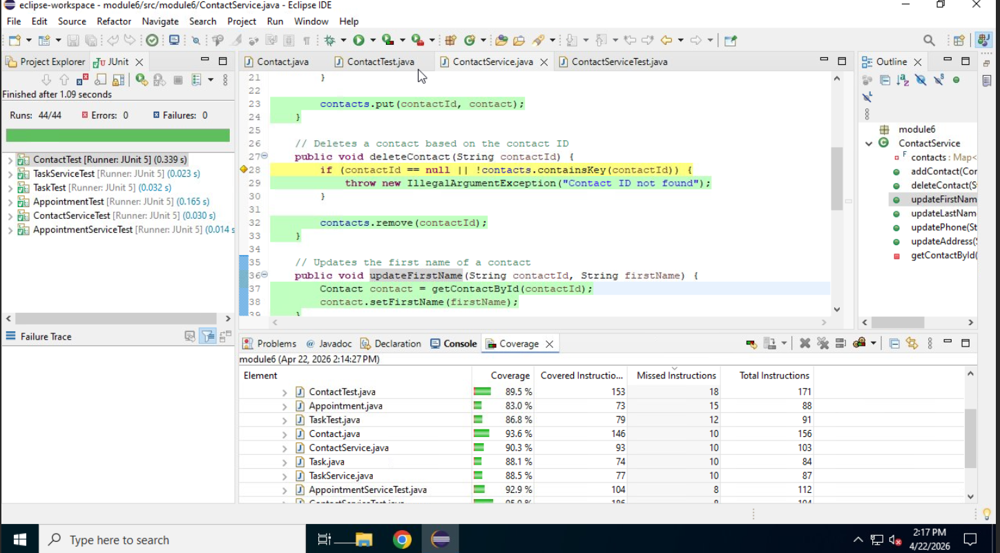 eclipse-workspace - module6/src/module6/ContactService.java - Eclipse IDE
File Edit Source Refactor Navigate Search Project Run Window Help
Project Explorer JUnit
Finished after 1.09 seconds
Runs: 44/44 Errors: 0 Failures: 0
ContactTest [Runner: JUnit 5] (0.339 s)
TaskServiceTest [Runner: JUnit 5] (0.023 s)
TaskTest [Runner: JUnit 5] (0.032 s)
AppointmentTest [Runner: JUnit 5] (0.165 s)
ContactServiceTest [Runner: JUnit 5] (0.030 s)
AppointmentServiceTest [Runner: JUnit 5] (0.014 s
Failure Trace
Contact.java ContactTest.java ContactService.java ContactServiceTest.java
21 }
22
23 contacts.put(contactId, contact);
24 }
25
26 // Deletes a contact based on the contact ID
27 public void deleteContact(String contactId) {
28 if (contactId == null || !contacts.containsKey(contactId)) {
29 throw new IllegalArgumentException("Contact ID not found");
30 }
31
32 contacts.remove(contactId);
33 }
34
35 // Updates the first name of a contact
36 public void updateFirstName(String contactId, String firstName) {
37 Contact contact = getContactById(contactId);
38 contact.setFirstName(firstName);
39 }
Outline
module6
ContactService
F contacts : Map<
addContact(Cor
deleteContact(S
updateFirstNam
updateLastNam
updatePhone(St
updateAddress(S
getContactById(
Problems Javadoc Declaration Console Coverage
module6 (Apr 22, 2026 2:14:27 PM)
Element Coverage Covered Instructio... Missed Instructions Total Instructions
ContactTest.java 89.5 % 153 18 171
Appointment.java 83.0 % 73 15 88
TaskTest.java 86.8 % 79 12 91
Contact.java 93.6 % 146 10 156
ContactService.java 90.3 % 93 10 103
Task.java 88.1 % 74 10 84
TaskService.java 88.5 % 77 10 87
AppointmentServiceTest.java 92.9 % 104 8 112
ContactServiceTest.java
Type here to search
2:17 PM
4/22/2026